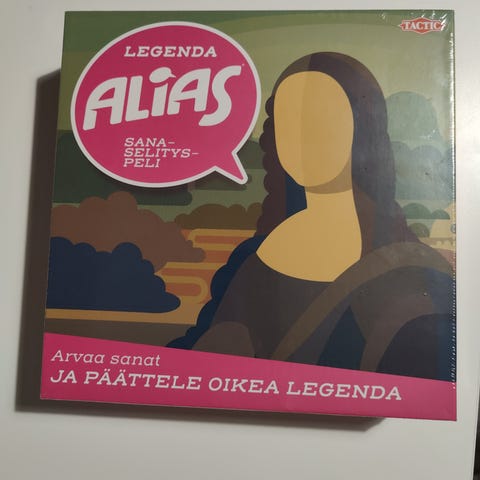 TACTIC
LEGENDA
ALIAS
SANA-
SELITYS-
PELI
Arvaa sanat
JA PÄÄTTELE OIKEA LEGENDA